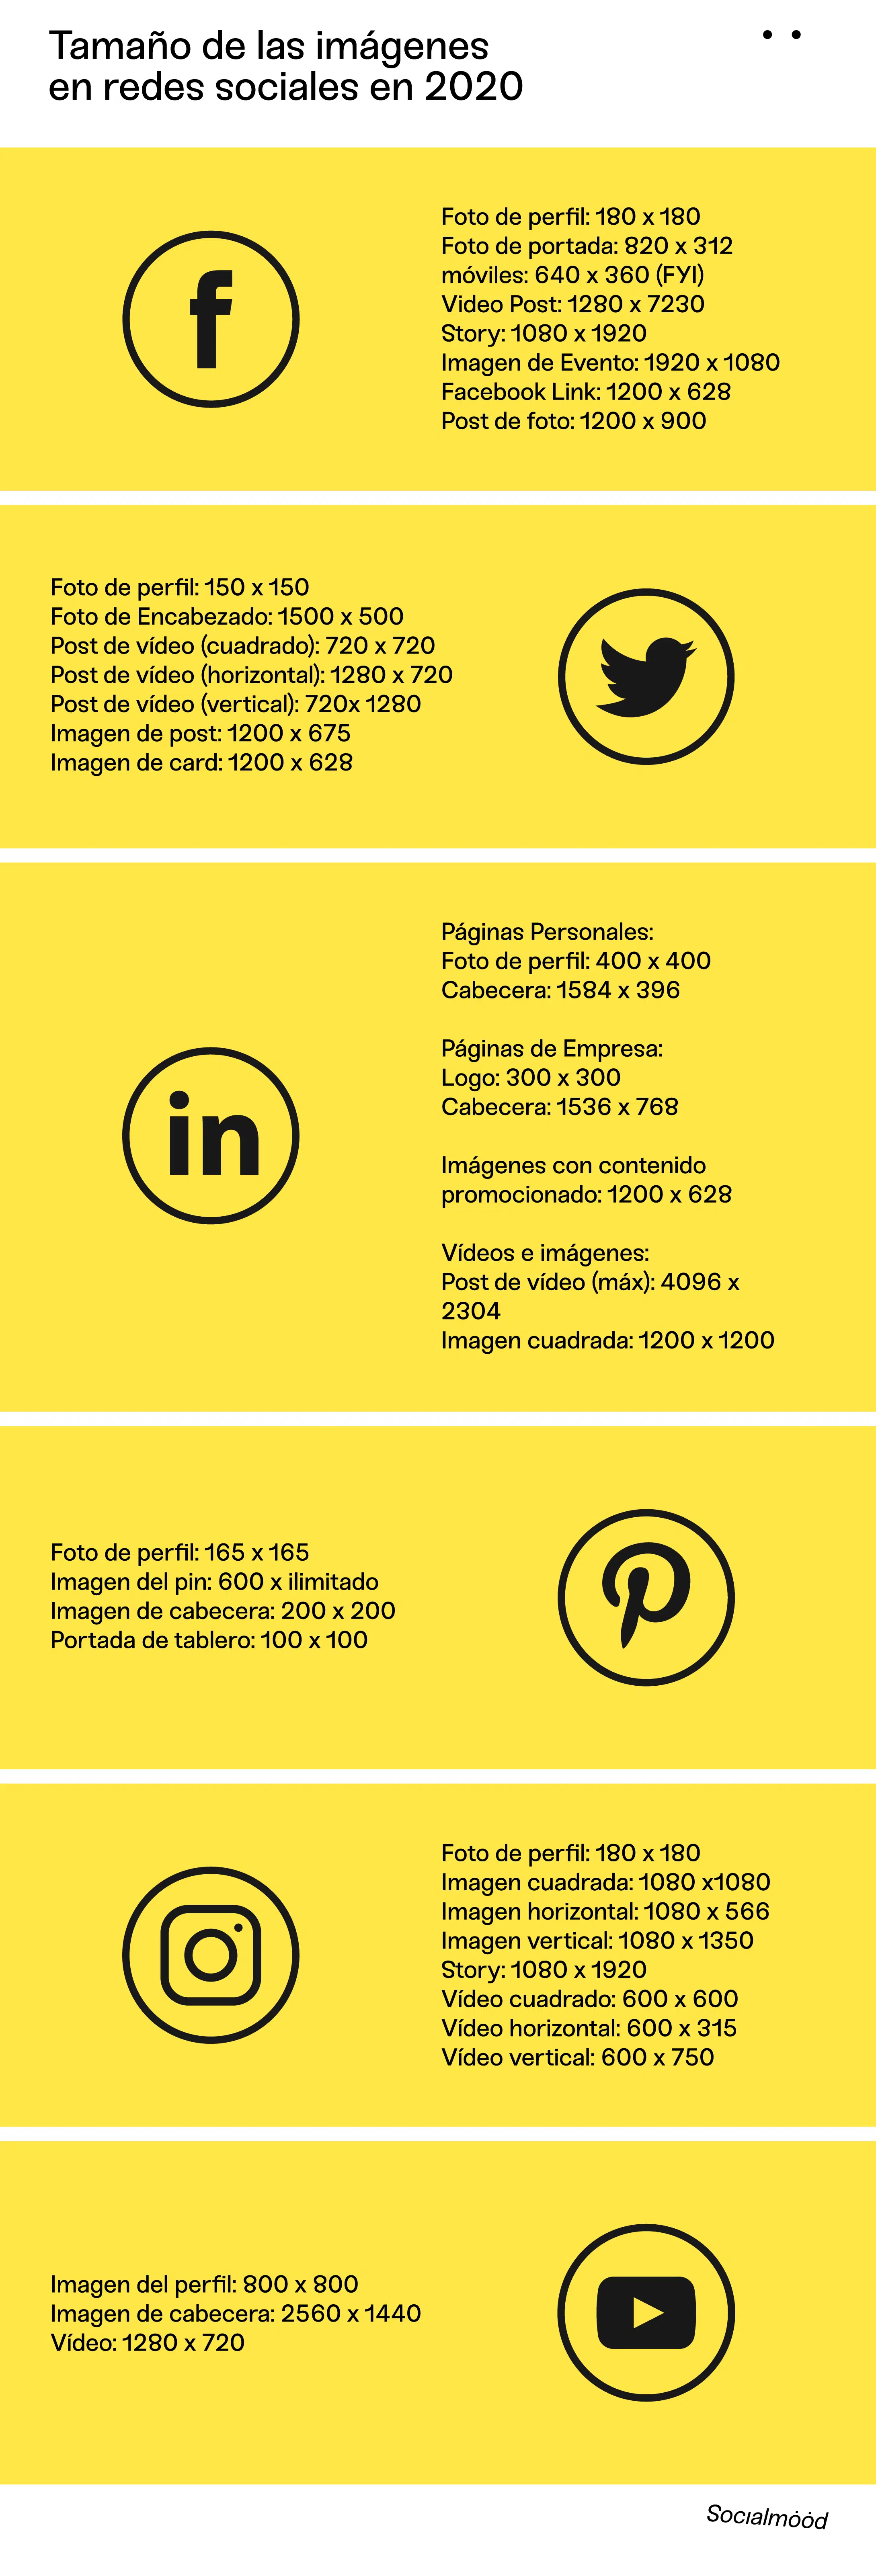 Tamaño de las imágenes
en redes sociales en 2020
f
Foto de perfil: 180 x 180
Foto de portada: 820 x 312
móviles: 640 x 360 (FYI)
Video Post: 1280 x 7230
Story: 1080 x 1920
Imagen de Evento: 1920 x 1080
Facebook Link: 1200 x 628
Post de foto: 1200 x 900
Foto de perfil: 150 x 150
Foto de Encabezado: 1500 x 500
Post de vídeo (cuadrado): 720 x 720
Post de vídeo (horizontal): 1280 x 720
Post de vídeo (vertical): 720x 1280
Imagen de post: 1200 x 675
Imagen de card: 1200 x 628
in
Páginas Personales:
Foto de perfil: 400 x 400
Cabecera: 1584 x 396
Páginas de Empresa:
Logo: 300 x 300
Cabecera: 1536 x 768
Imágenes con contenido
promocionado: 1200 x 628
Vídeos e imágenes:
Post de vídeo (máx): 4096 x
2304
Imagen cuadrada: 1200 x 1200
Foto de perfil: 165 x 165
Imagen del pin: 600 x ilimitado
Imagen de cabecera: 200 x 200
Portada de tablero: 100 x 100
P
Foto de perfil: 180 x 180
Imagen cuadrada: 1080 x1080
Imagen horizontal: 1080 x 566
Imagen vertical: 1080 x 1350
Story: 1080 x 1920
Vídeo cuadrado: 600 x 600
Vídeo horizontal: 600 x 315
Vídeo vertical: 600 x 750
Imagen del perfil: 800 x 800
Imagen de cabecera: 2560 x 1440
Vídeo: 1280 x 720
Socıalmȯȯd